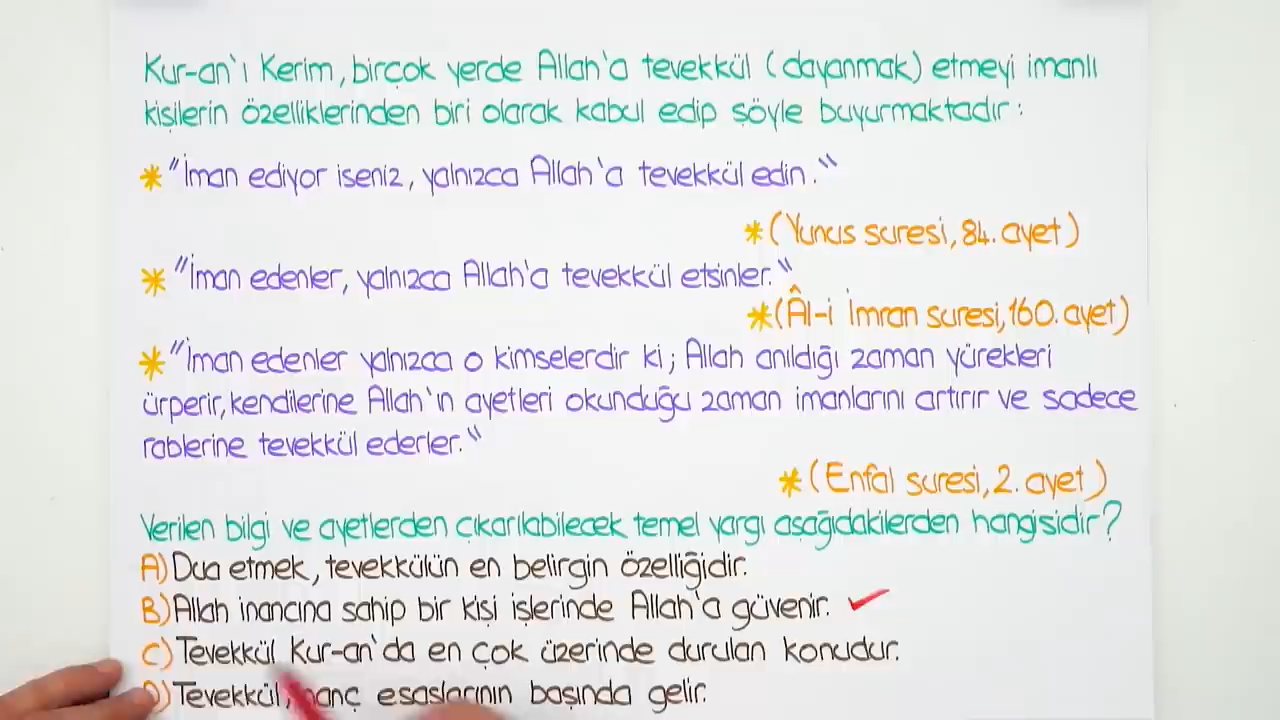 Kur-an'ı Kerim, birçok yerde Allah'a tevekkül (dayanmak) etmeyi imanlı
kişilerin özelliklerinden biri olarak kabul edip şöyle buyurmaktadır:
* "İman ediyor iseniz, yalnızca Allah'a tevekkül edin."
* (Yunus suresi, 84. ayet)
* "İman edenler, yalnızca Allah'a tevekkül etsinler."
* (Âl-i İmran suresi, 160. ayet)
* "İman edenler yalnızca o kimselerdir ki; Allah anıldığı zaman yürekleri
ürperir, kendilerine Allah'ın ayetleri okunduğu zaman imanlarını artırır ve sadece
rablerine tevekkül ederler."
* (Enfal suresi, 2. ayet)
Verilen bilgi ve ayetlerden çıkarılabilecek temel yargı aşağıdakilerden hangisidir?
A) Dua etmek, tevekkülün en belirgin özelliğidir.
B) Allah inancına sahip bir kişi işlerinde Allah'a güvenir. ✓
C) Tevekkül Kur-an'da en çok üzerinde durulan konudur.
D) Tevekkül, inanç esaslarının başında gelir.